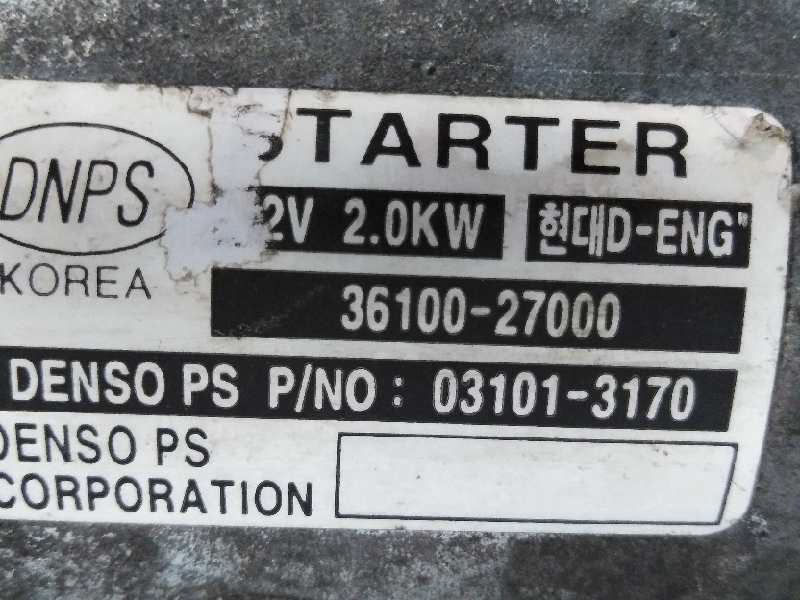 STARTER
DNPS
2V 2.0KW 현대D-ENG"
KOREA
36100-27000
DENSO PS P/NO: 03101-3170
DENSO PS
CORPORATION